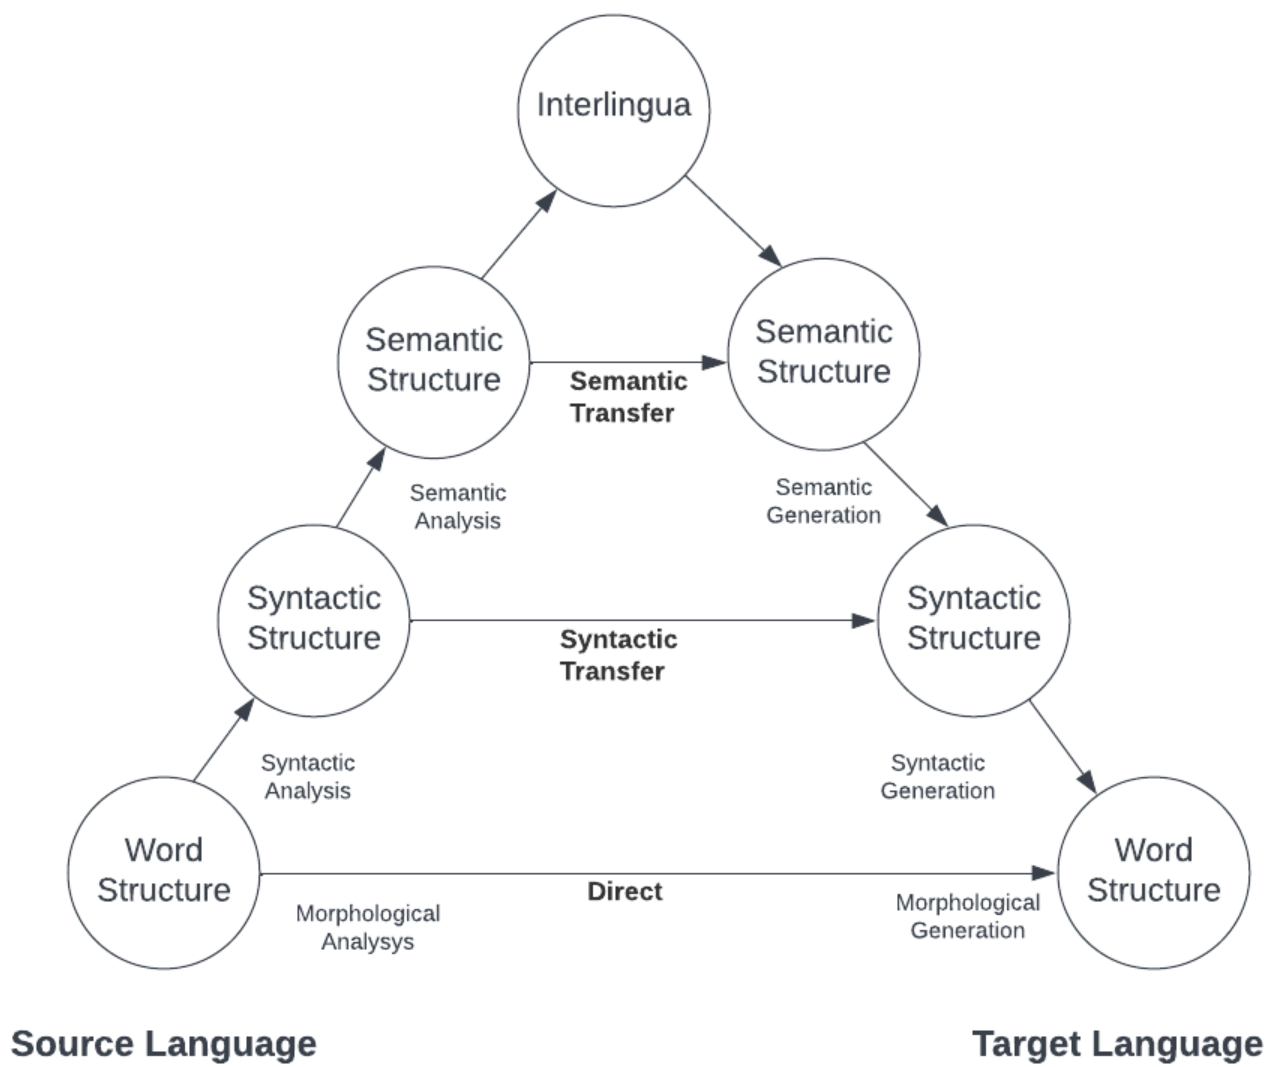 Interlingua
Semantic
Structure
Semantic
Structure
Semantic
Transfer
Semantic
Analysis
Semantic
Generation
Syntactic
Structure
Syntactic
Structure
Syntactic
Transfer
Syntactic
Analysis
Syntactic
Generation
Word
Structure
Word
Structure
Direct
Morphological
Analysys
Morphological
Generation
Source Language
Target Language